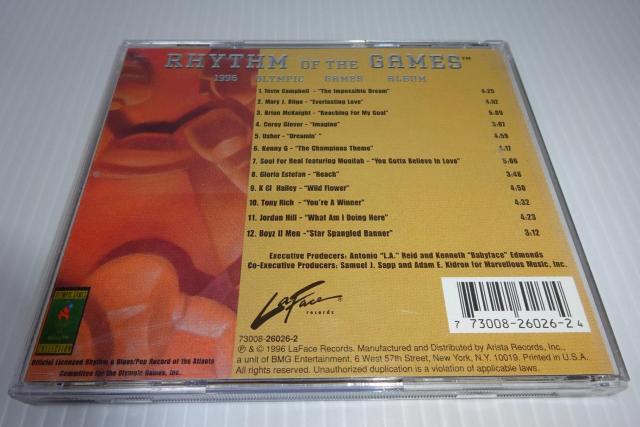 RHYTHM OF THE GAMES™
1996 OLYMPIC GAMES ALBUM
1. Tevin Campbell - "The Impossible Dream" 4:25
2. Mary J. Blige - "Everlasting Love" 4:52
3. Brian McKnight - "Reaching For My Goal" 5:09
4. Corey Glover - "Imagine" 3:07
5. Usher - "Dreamin' " 4:59
6. Kenny G - "The Champions Theme" 4:17
7. Soul For Real featuring Monifah - "You Gotta Believe In Love" 5:06
8. Gloria Estefan - "Reach" 3:48
9. K Ci Hailey - "Wild Flower" 4:50
10. Tony Rich - "You're A Winner" 4:32
11. Jordan Hill - "What Am I Doing Here" 4:23
12. Boyz II Men - "Star Spangled Banner" 3:12
Executive Producers: Antonio "L.A." Reid and Kenneth "Babyface" Edmonds
Co-Executive Producers: Samuel J. Sapp and Adam E. Kidron for Marvellous Music, Inc.
LaFace®
records
7 73008-26026-2 4
73008-26026-2
℗ & © 1996 LaFace Records. Manufactured and Distributed by Arista Records, Inc.,
a unit of BMG Entertainment, 6 West 57th Street, New York, N.Y. 10019. Printed in U.S.A.
All Rights Reserved. Unauthorized duplication is a violation of applicable laws.
OLYMPIC GAMES
COLLECTION
Official Licensed Rhythm & Blues/Pop Record of the Atlanta
Committee for the Olympic Games, Inc.